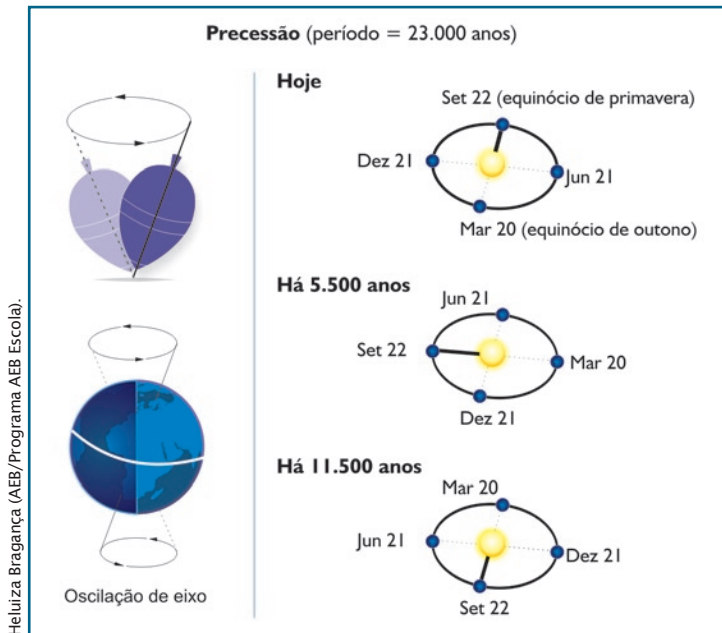 Precessão (período = 23.000 anos)
Hoje
Set 22 (equinócio de primavera)
Dez 21
Jun 21
Mar 20 (equinócio de outono)
Há 5.500 anos
Jun 21
Set 22
Mar 20
Dez 21
Há 11.500 anos
Mar 20
Jun 21
Dez 21
Set 22
Oscilação de eixo
Heluiza Bragança (AEB/Programa AEB Escola).